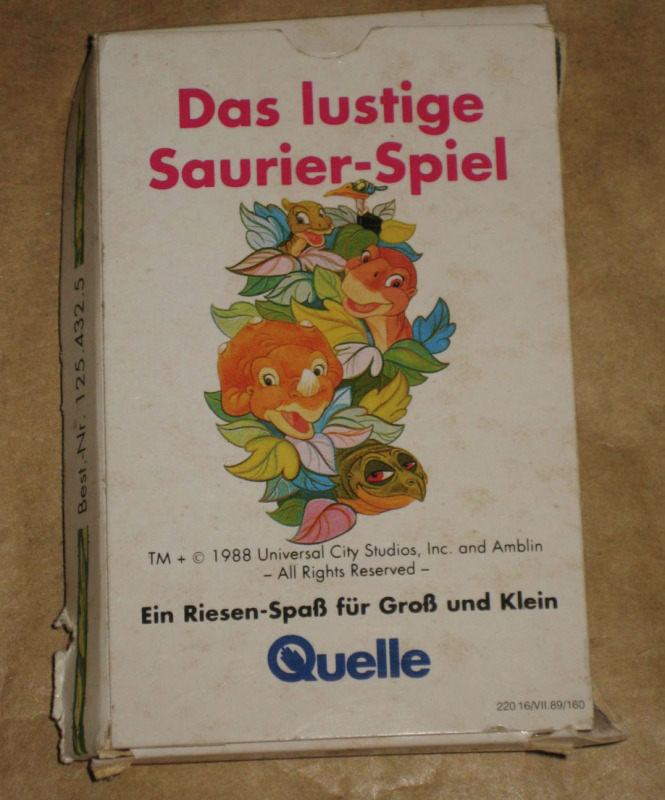 Das lustige
Saurier-Spiel
TM + © 1988 Universal City Studios, Inc. and Amblin
– All Rights Reserved –
Ein Riesen-Spaß für Groß und Klein
Quelle
220 16/VII.89/160
Best.-Nr. 125.432.5